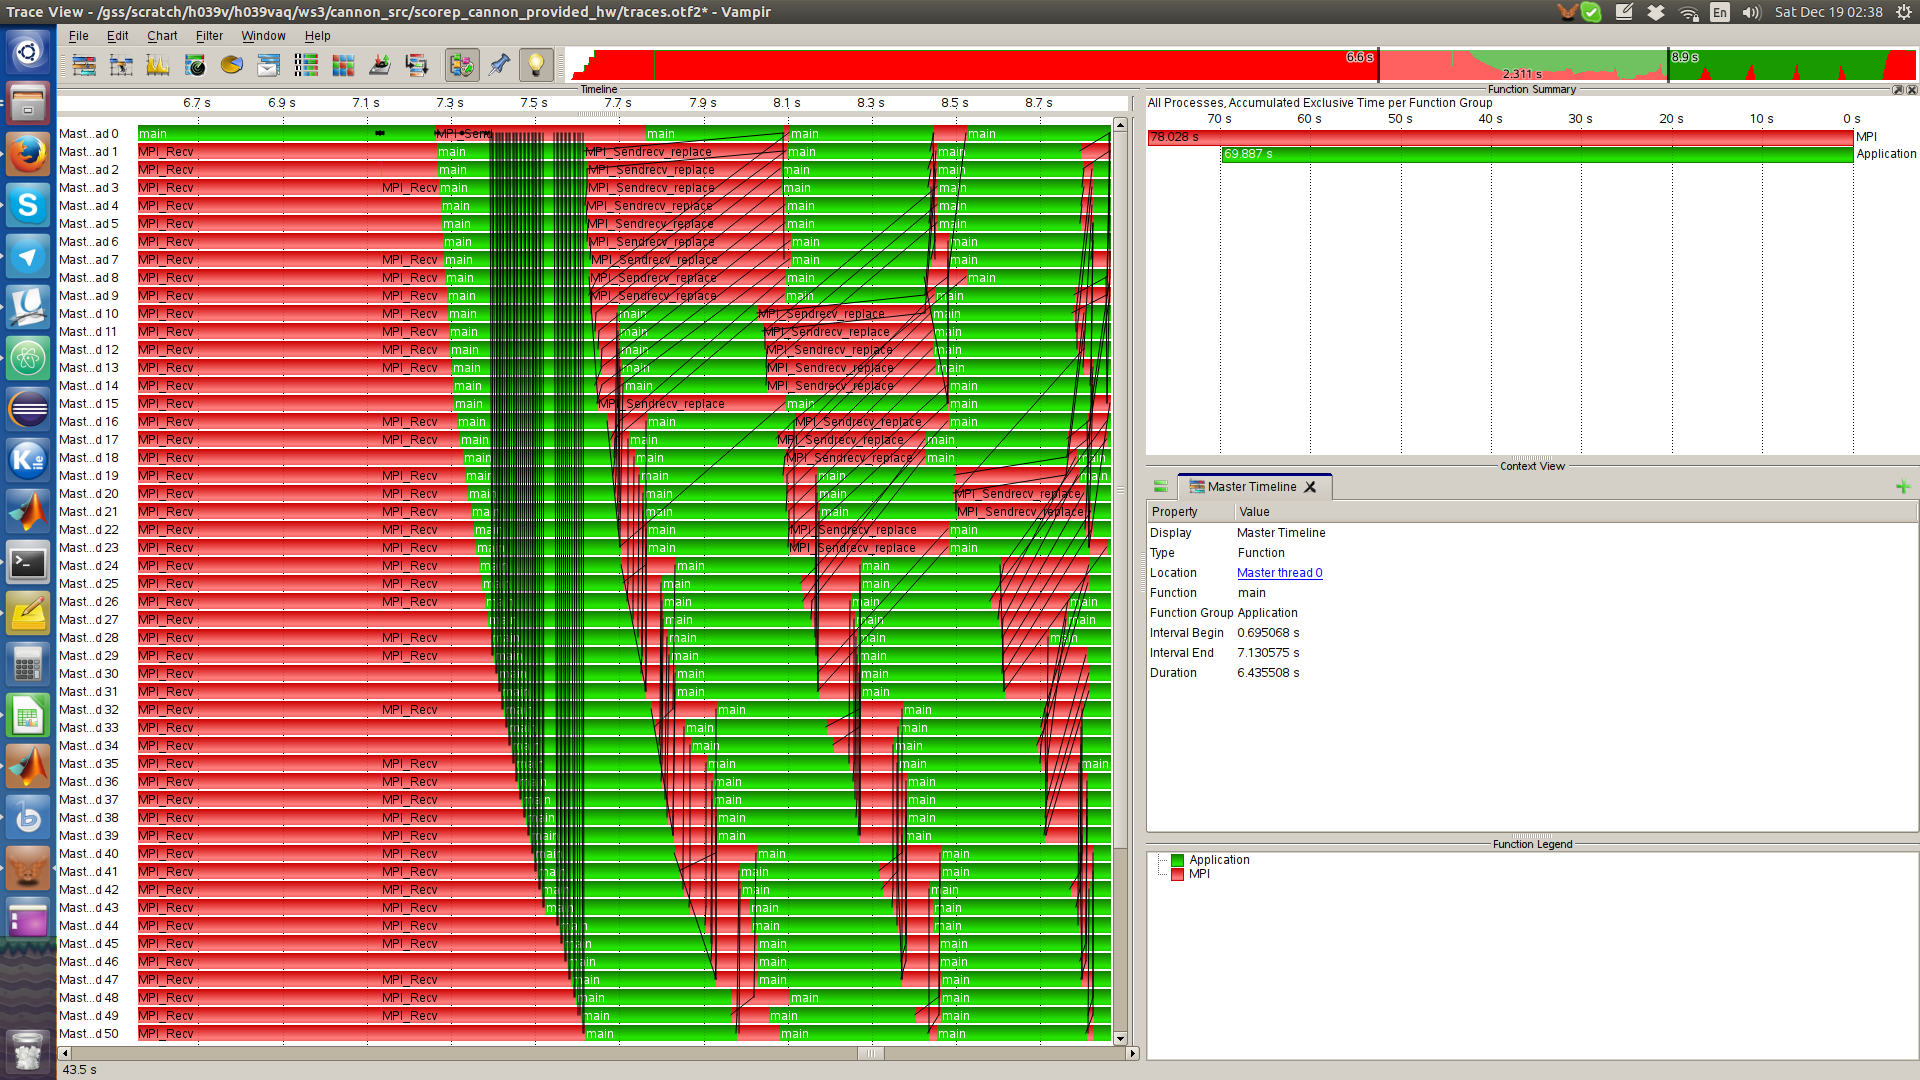 Trace View - /gss/scratch/h039v/h039vaq/ws3/cannon_src/scorep_cannon_provided_hw/traces.otf2* - Vampir
En
Sat Dec 19 02:38
File Edit Chart Filter Window Help
6.6 s
2.311 s
8.9 s
Timeline
6.7 s 6.9 s 7.1 s 7.3 s 7.5 s 7.7 s 7.9 s 8.1 s 8.3 s 8.5 s 8.7 s
Mast...ad 0 main main main main
Mast...ad 1 MPI_Recv main MPI_Sendrecv_replace main main
Mast...ad 2 MPI_Recv main MPI_Sendrecv_replace main main
Mast...ad 3 MPI_Recv MPI_Recv main MPI_Sendrecv_replace main main
Mast...ad 4 MPI_Recv main MPI_Sendrecv_replace main main
Mast...ad 5 MPI_Recv main MPI_Sendrecv_replace main main
Mast...ad 6 MPI_Recv main MPI_Sendrecv_replace main main
Mast...ad 7 MPI_Recv MPI_Recv main MPI_Sendrecv_replace main main
Mast...ad 8 MPI_Recv MPI_Recv main MPI_Sendrecv_replace main main
Mast...ad 9 MPI_Recv MPI_Recv main MPI_Sendrecv_replace main main
Mast...d 10 MPI_Recv MPI_Recv main main MPI_Sendrecv_replace main
Mast...d 11 MPI_Recv MPI_Recv main main MPI_Sendrecv_replace main
Mast...d 12 MPI_Recv MPI_Recv main main MPI_Sendrecv_replace main
Mast...d 13 MPI_Recv MPI_Recv main main MPI_Sendrecv_replace main
Mast...d 14 MPI_Recv main main MPI_Sendrecv_replace main
Mast...d 15 MPI_Recv main MPI_Sendrecv_replace main main
Mast...d 16 MPI_Recv MPI_Recv main main MPI_Sendrecv_replace main
Mast...d 17 MPI_Recv MPI_Recv main main MPI_Sendrecv_replace main
Mast...d 18 MPI_Recv main main MPI_Sendrecv_replace main main
Mast...d 19 MPI_Recv MPI_Recv main main main main
Mast...d 20 MPI_Recv MPI_Recv main main main MPI_Sendrecv_replace
Mast...d 21 MPI_Recv MPI_Recv main main main MPI_Sendrecv_replace
Mast...d 22 MPI_Recv MPI_Recv main main MPI_Sendrecv_replace main
Mast...d 23 MPI_Recv MPI_Recv main main MPI_Sendrecv_replace main
Mast...d 24 MPI_Recv MPI_Recv main main main
Mast...d 25 MPI_Recv MPI_Recv main main main
Mast...d 26 MPI_Recv MPI_Recv main main main main
Mast...d 27 MPI_Recv main main main main
Mast...d 28 MPI_Recv MPI_Recv main main main main
Mast...d 29 MPI_Recv MPI_Recv main main main
Mast...d 30 MPI_Recv main main main
Mast...d 31 MPI_Recv main main main
Mast...d 32 MPI_Recv MPI_Recv main main main
Mast...d 33 MPI_Recv main main main
Mast...d 34 MPI_Recv main main main
Mast...d 35 MPI_Recv MPI_Recv main main main main
Mast...d 36 MPI_Recv MPI_Recv main main main
Mast...d 37 MPI_Recv MPI_Recv main main main
Mast...d 38 MPI_Recv MPI_Recv main main main
Mast...d 39 MPI_Recv MPI_Recv main main main
Mast...d 40 MPI_Recv MPI_Recv main main main
Mast...d 41 MPI_Recv MPI_Recv main main main
Mast...d 42 MPI_Recv MPI_Recv main main main
Mast...d 43 MPI_Recv MPI_Recv main main main
Mast...d 44 MPI_Recv MPI_Recv main main main
Mast...d 45 MPI_Recv MPI_Recv main main main
Mast...d 46 MPI_Recv main main main
Mast...d 47 MPI_Recv MPI_Recv main main main
Mast...d 48 MPI_Recv MPI_Recv main main main
Mast...d 49 MPI_Recv MPI_Recv main main main
Mast...d 50 MPI_Recv main main main
43.5 s
Function Summary
All Processes, Accumulated Exclusive Time per Function Group
70 s 60 s 50 s 40 s 30 s 20 s 10 s 0 s
78.028 s MPI
69.887 s Application
Context View
Master Timeline
Property Value
Display Master Timeline
Type Function
Location Master thread 0
Function main
Function Group Application
Interval Begin 0.695068 s
Interval End 7.130575 s
Duration 6.435508 s
Function Legend
Application
MPI